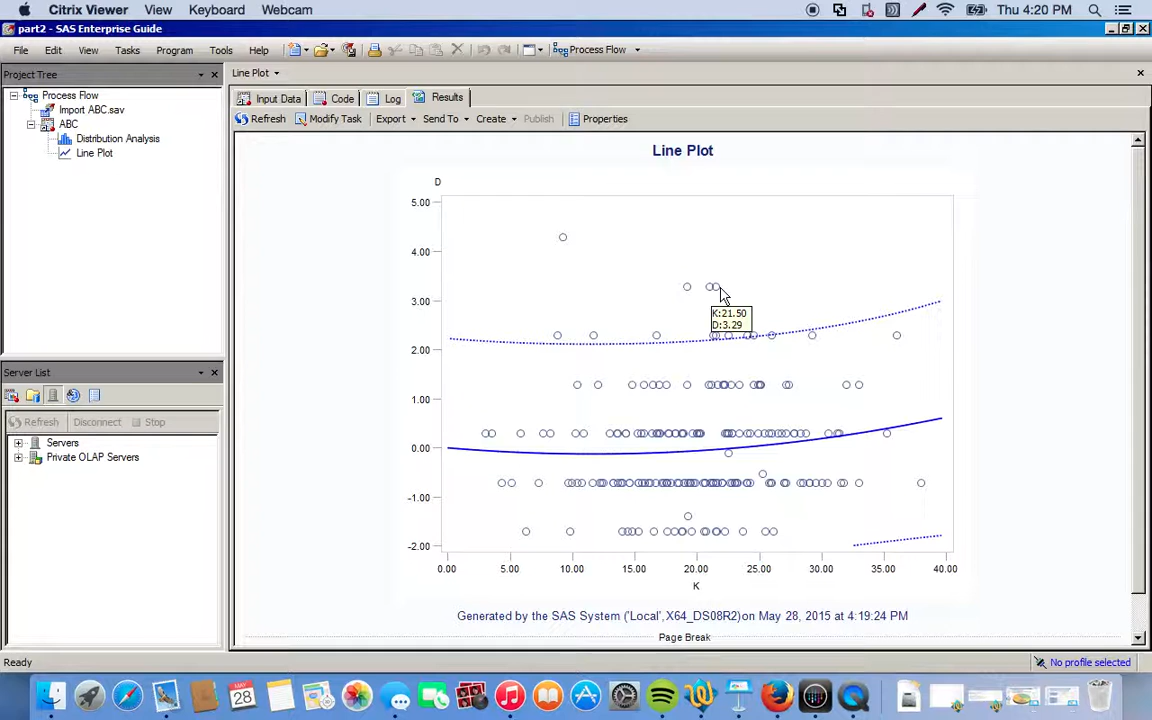 Citrix Viewer View Keyboard Webcam Thu 4:20 PM
part2 - SAS Enterprise Guide
File Edit View Tasks Program Tools Help Process Flow
Project Tree
Process Flow
Import ABC.sav
ABC
Distribution Analysis
Line Plot
Server List
Refresh Disconnect Stop
Servers
Private OLAP Servers
Line Plot
Input Data Code Log Results
Refresh Modify Task Export Send To Create Publish Properties
Line Plot
D
5.00
4.00
3.00
2.00
1.00
0.00
-1.00
-2.00
K:21.50
D:3.29
0.00 5.00 10.00 15.00 20.00 25.00 30.00 35.00 40.00
K
Generated by the SAS System ('Local',X64_DS08R2)on May 28, 2015 at 4:19:24 PM
Page Break
Ready No profile selected
MAY
28